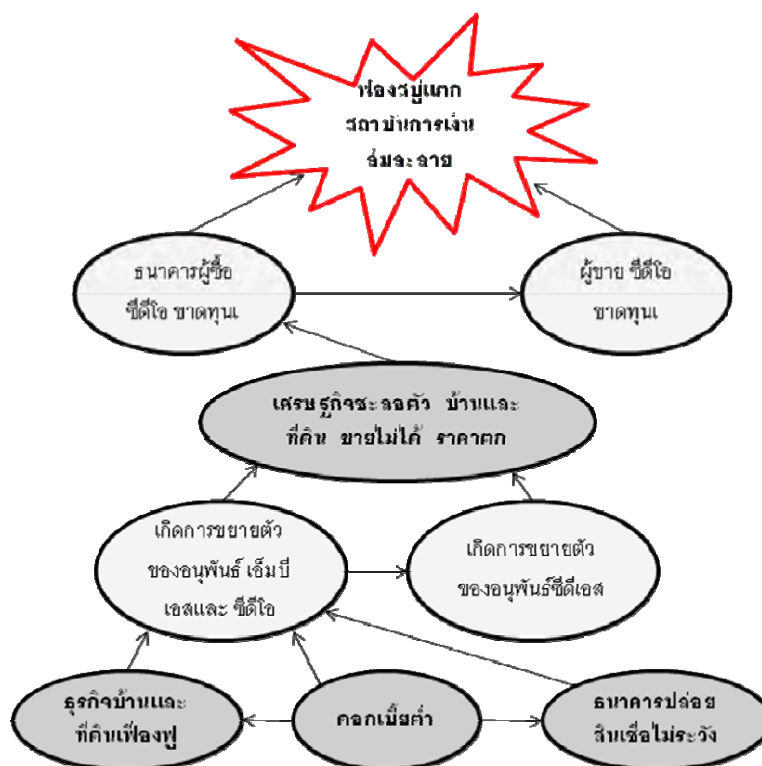 ฟองสบู่แตก
สถาบันการเงิน
ล่มละลาย
ธนาคารผู้ซื้อ
ซีดีโอ ขาดทุน
ผู้ขาย ซีดีโอ
ขาดทุน
เศรษฐกิจชะลอตัว บ้านและ
ที่ดิน ขายไม่ได้ ราคาตก
เกิดการขยายตัว
ของอนุพันธ์ เอ็มบี
เอสและ ซีดีโอ
เกิดการขยายตัว
ของอนุพันธ์ซีดีเอส
ธุรกิจบ้านและ
ที่ดินเฟื่องฟู
ดอกเบี้ยต่ำ
ธนาคารปล่อย
สินเชื่อไม่ระวัง